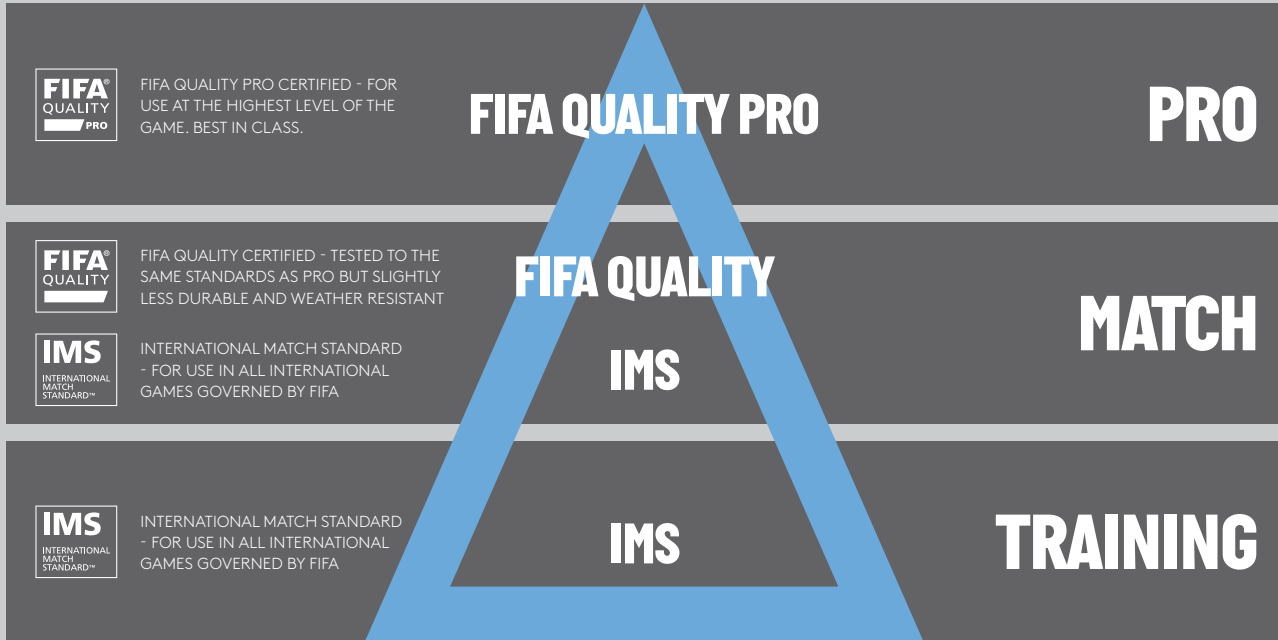 FIFA®
QUALITY
PRO
FIFA QUALITY PRO CERTIFIED - FOR
USE AT THE HIGHEST LEVEL OF THE
GAME. BEST IN CLASS.
FIFA QUALITY PRO
PRO
FIFA®
QUALITY
FIFA QUALITY CERTIFIED - TESTED TO THE
SAME STANDARDS AS PRO BUT SLIGHTLY
LESS DURABLE AND WEATHER RESISTANT
FIFA QUALITY
IMS
INTERNATIONAL
MATCH
STANDARD™
INTERNATIONAL MATCH STANDARD
- FOR USE IN ALL INTERNATIONAL
GAMES GOVERNED BY FIFA
IMS
MATCH
IMS
INTERNATIONAL
MATCH
STANDARD™
INTERNATIONAL MATCH STANDARD
- FOR USE IN ALL INTERNATIONAL
GAMES GOVERNED BY FIFA
IMS
TRAINING